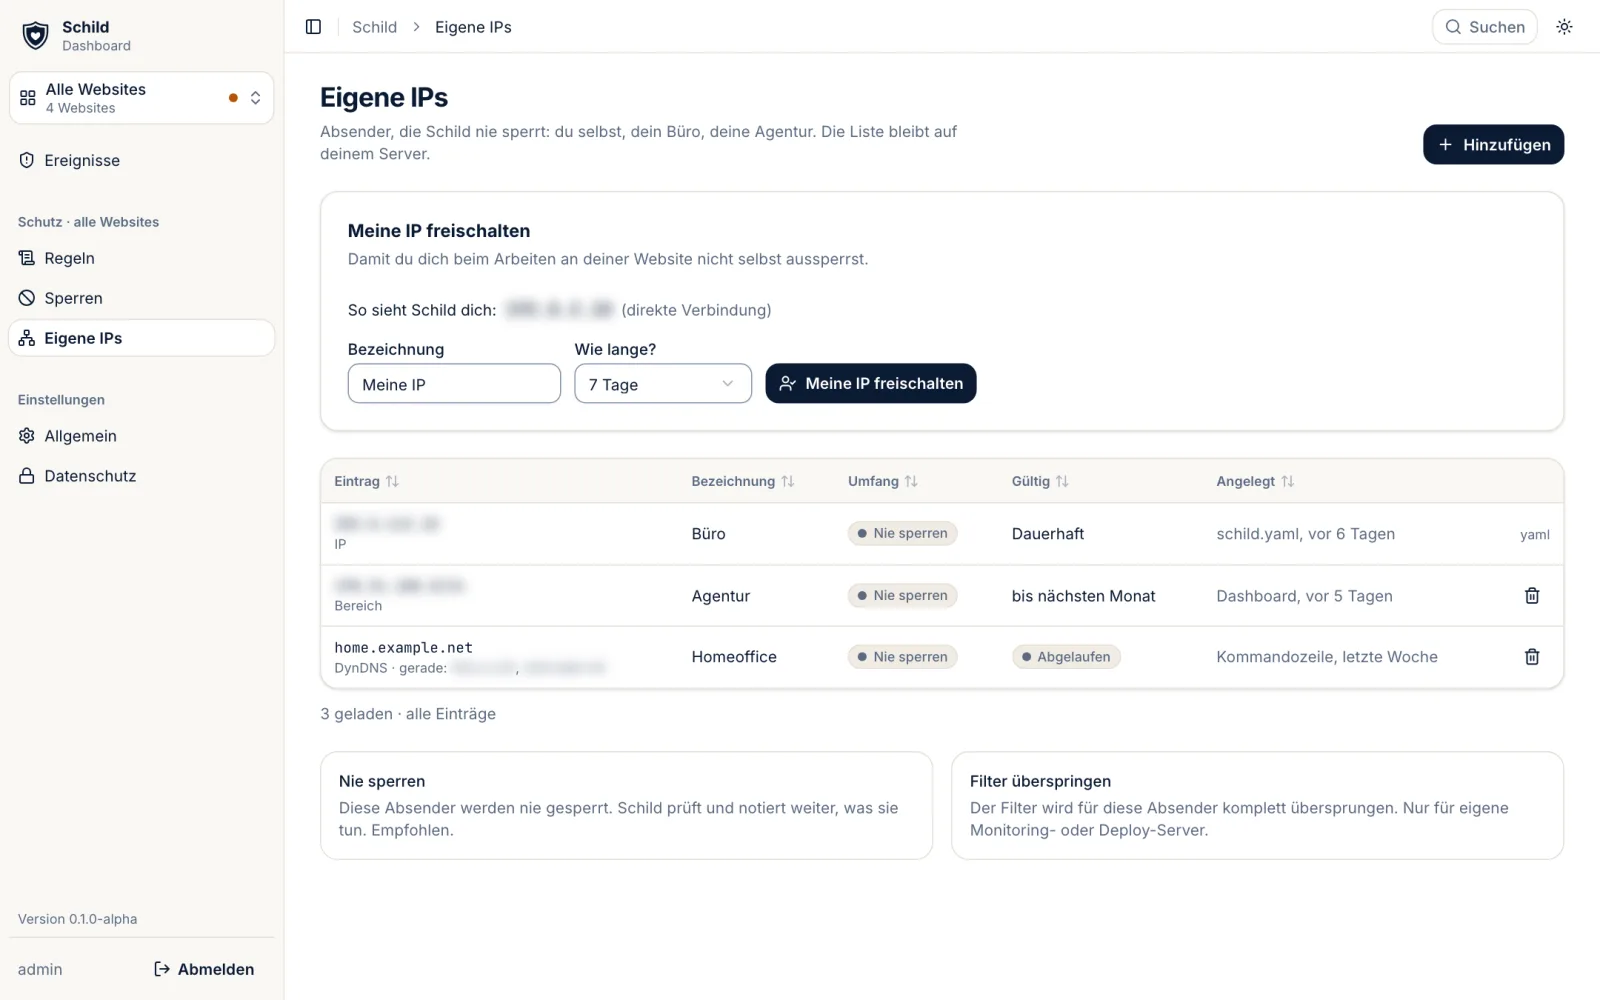 Schild
Dashboard
Alle Websites
4 Websites
Ereignisse
Schutz · alle Websites
Regeln
Sperren
Eigene IPs
Einstellungen
Allgemein
Datenschutz
Version 0.1.0-alpha
admin
Abmelden
Schild > Eigene IPs
Suchen
Eigene IPs
Absender, die Schild nie sperrt: du selbst, dein Büro, deine Agentur. Die Liste bleibt auf
deinem Server.
Hinzufügen
Meine IP freischalten
Damit du dich beim Arbeiten an deiner Website nicht selbst aussperrst.
So sieht Schild dich: (direkte Verbindung)
Bezeichnung Wie lange?
Meine IP 7 Tage Meine IP freischalten
Eintrag Bezeichnung Umfang Gültig Angelegt
IP
Büro Nie sperren Dauerhaft schild.yaml, vor 6 Tagen yaml
Bereich
Agentur Nie sperren bis nächsten Monat Dashboard, vor 5 Tagen
home.example.net
DynDNS · gerade: ,
Homeoffice Nie sperren Abgelaufen Kommandozeile, letzte Woche
3 geladen · alle Einträge
Nie sperren
Diese Absender werden nie gesperrt. Schild prüft und notiert weiter, was sie
tun. Empfohlen.
Filter überspringen
Der Filter wird für diese Absender komplett übersprungen. Nur für eigene
Monitoring- oder Deploy-Server.